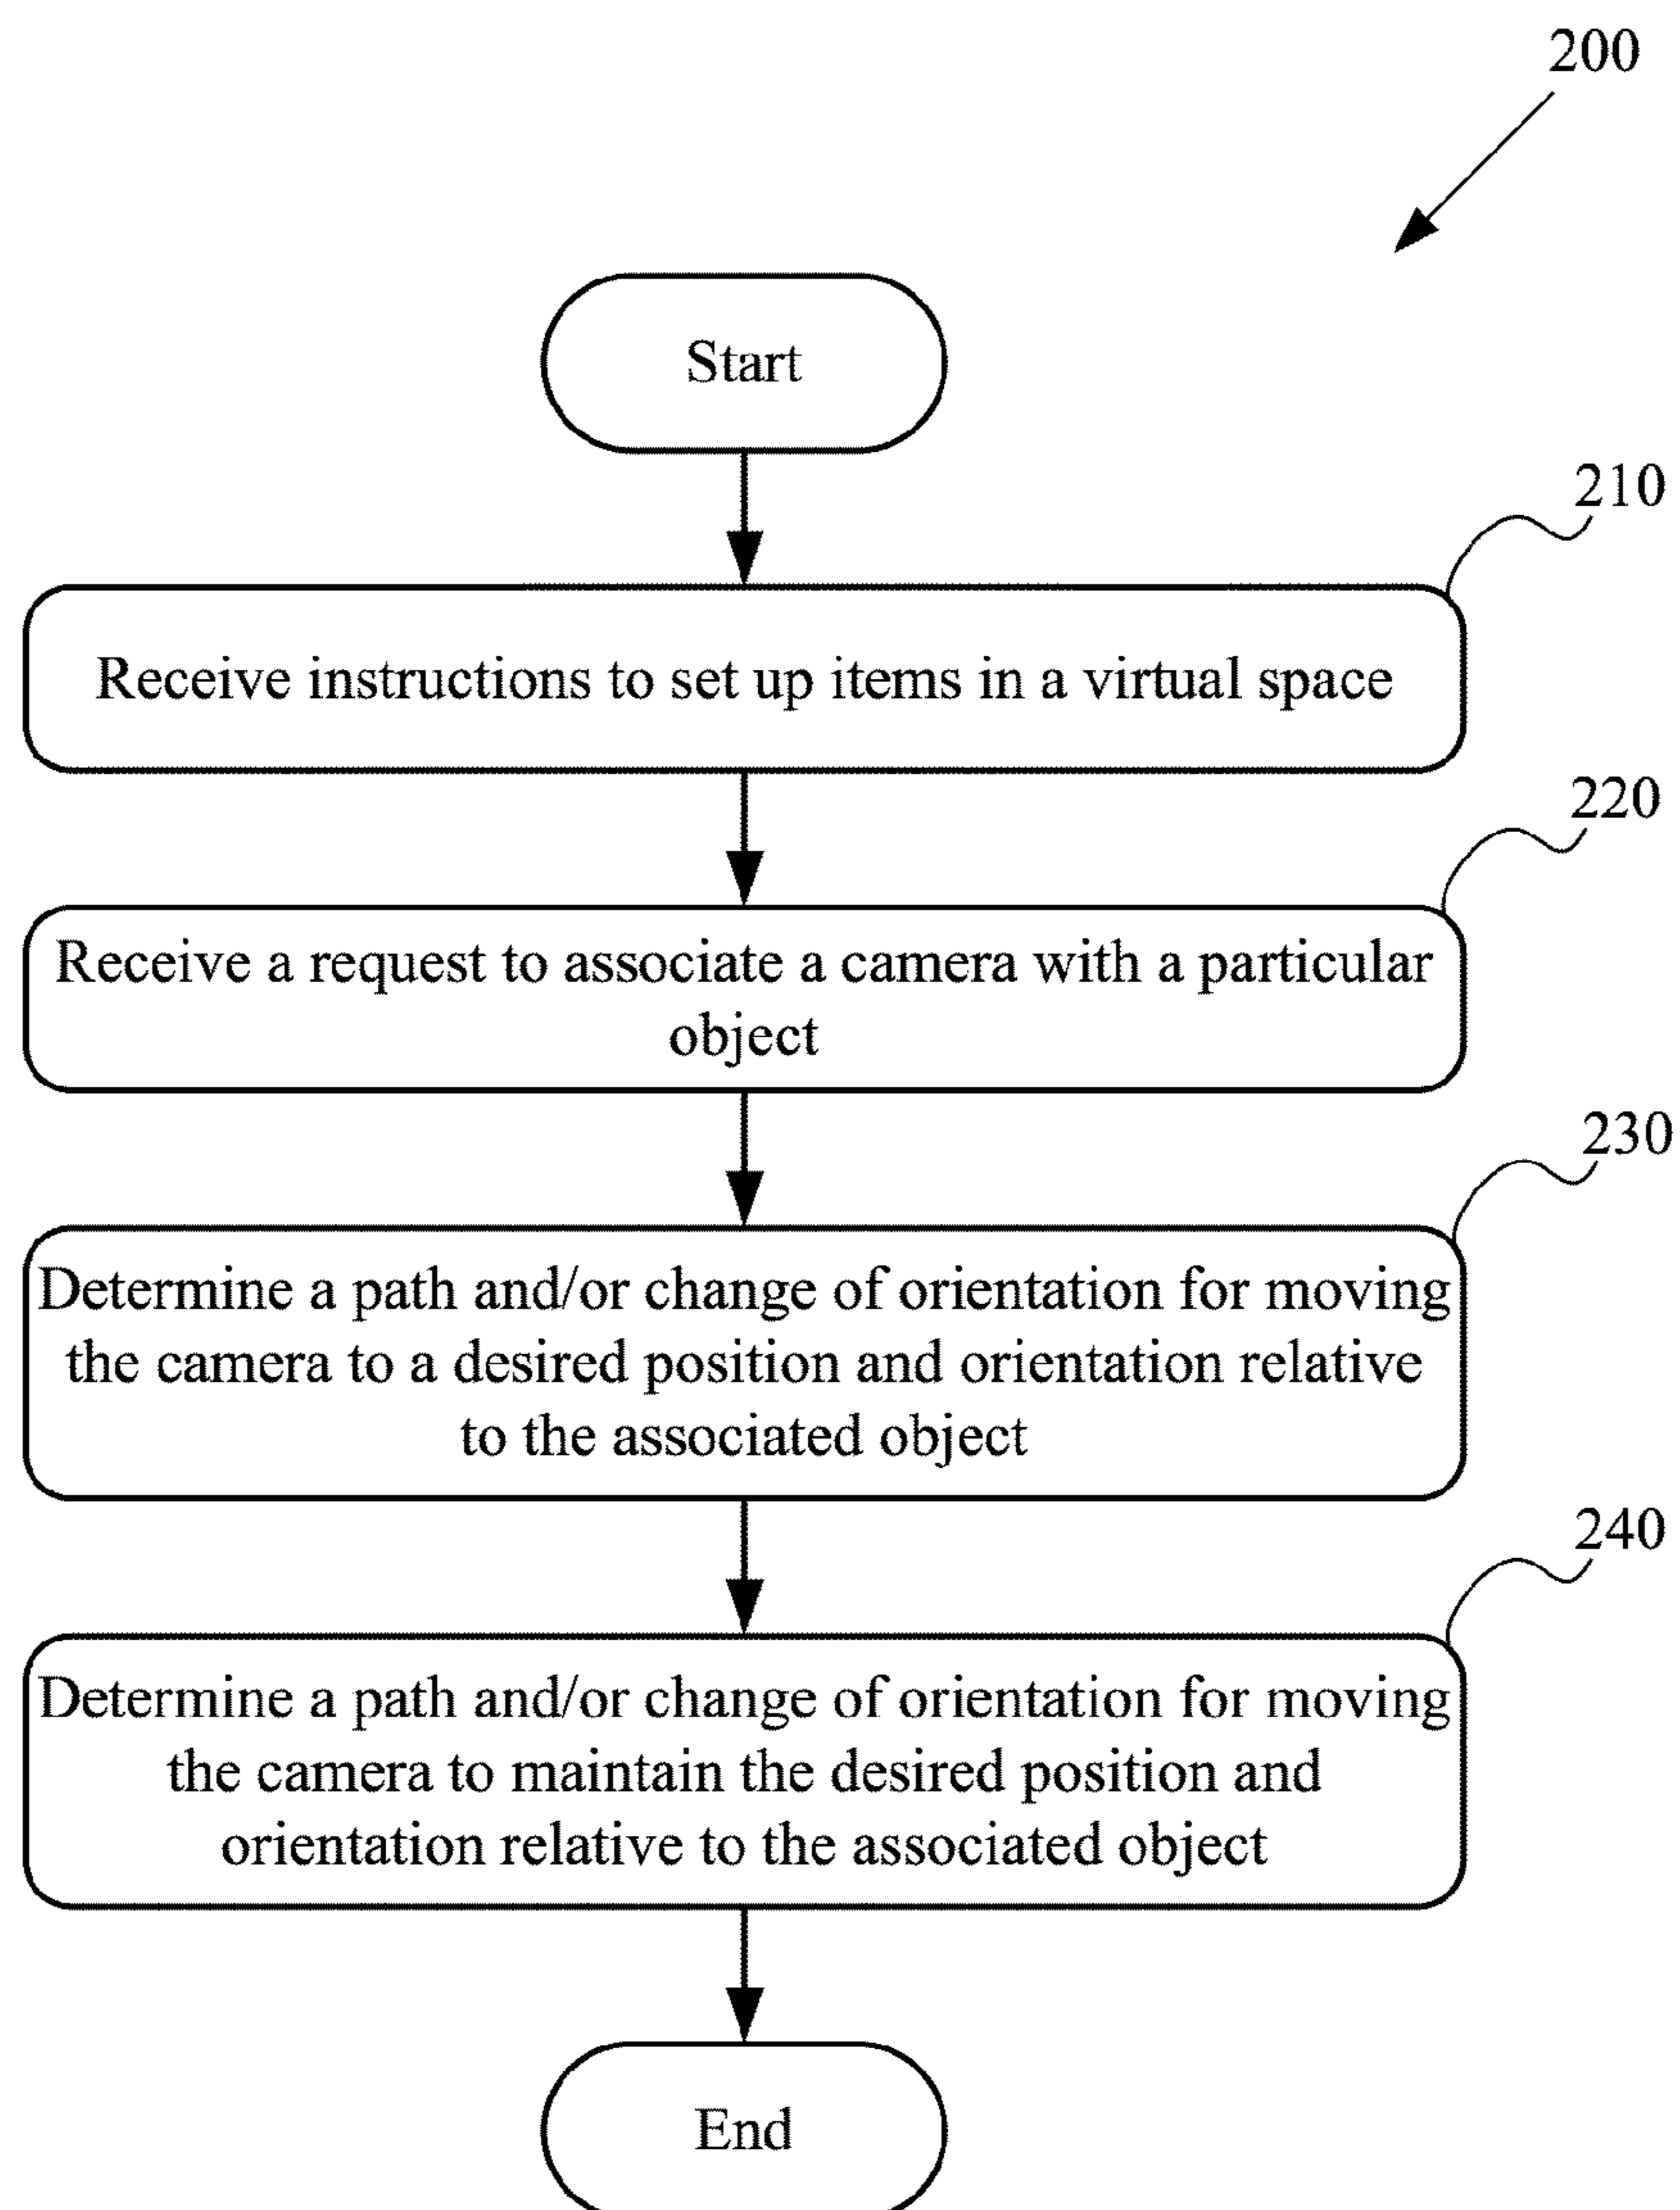 200
Start
210
Receive instructions to set up items in a virtual space
220
Receive a request to associate a camera with a particular
object
230
Determine a path and/or change of orientation for moving
the camera to a desired position and orientation relative
to the associated object
240
Determine a path and/or change of orientation for moving
the camera to maintain the desired position and
orientation relative to the associated object
End